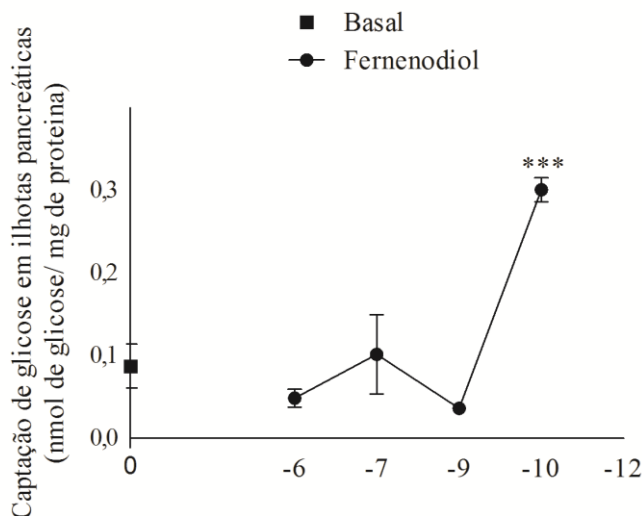 Basal
Fernenodiol
Captação de glicose em ilhotas pancreáticas
(nmol de glicose/ mg de proteina)
***
0,3
0,2
0,1
0,0
0
-6
-7
-9
-10
-12